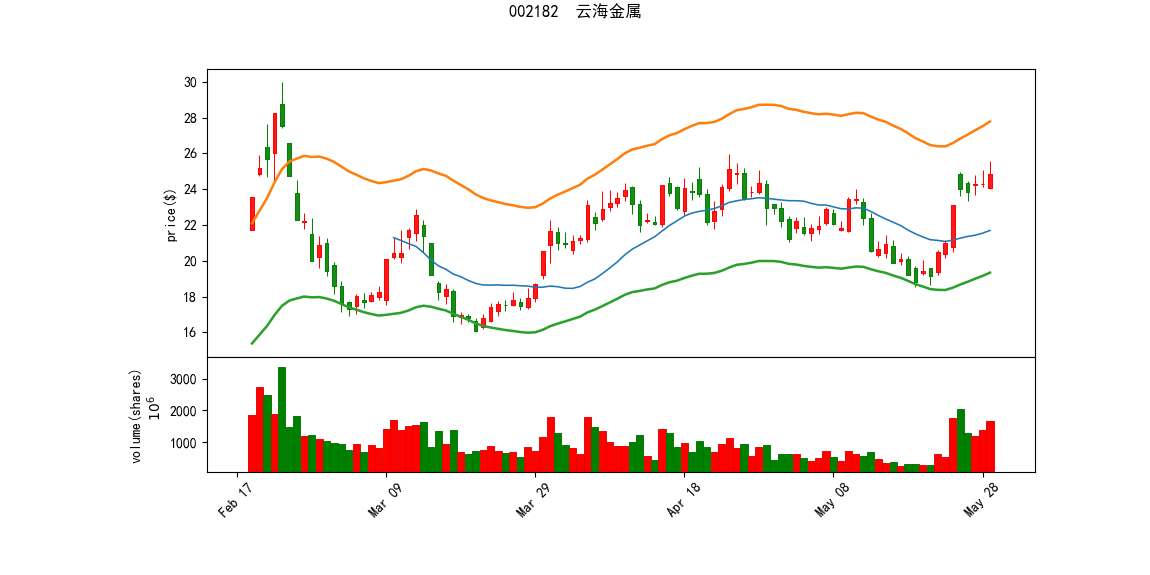 002182  云海金属
30
28
26
24
22
20
18
16
price($)
3000
2000
1000
volume(shares)
10^6
Feb 17
Mar 09
Mar 29
Apr 18
May 08
May 28